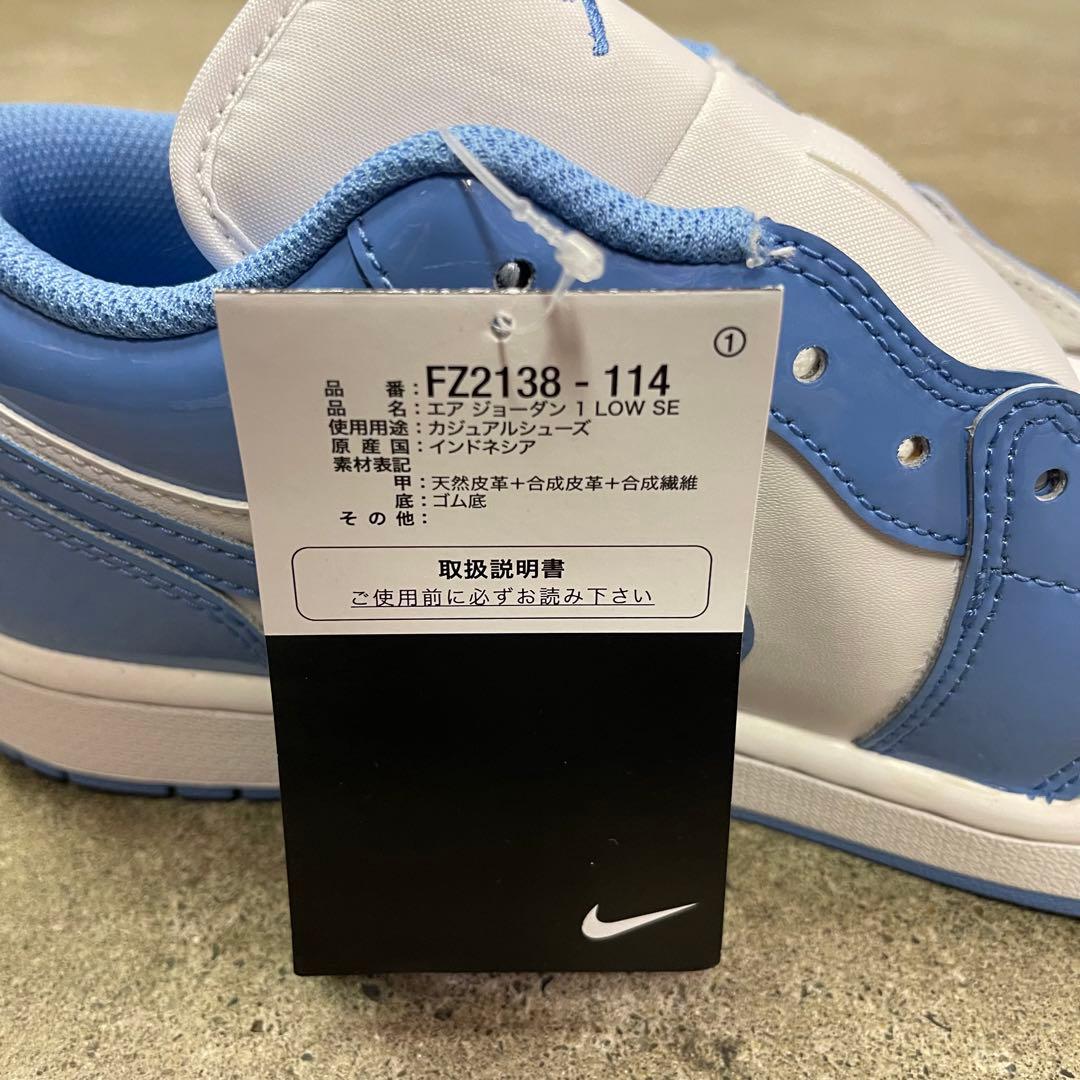 ①
品　番：FZ2138 - 114
品　名：エア ジョーダン 1 LOW SE
使用用途：カジュアルシューズ
原 産 国：インドネシア
素材表記
甲：天然皮革＋合成皮革＋合成繊維
底：ゴム底
そ の 他：
取扱説明書
ご使用前に必ずお読み下さい